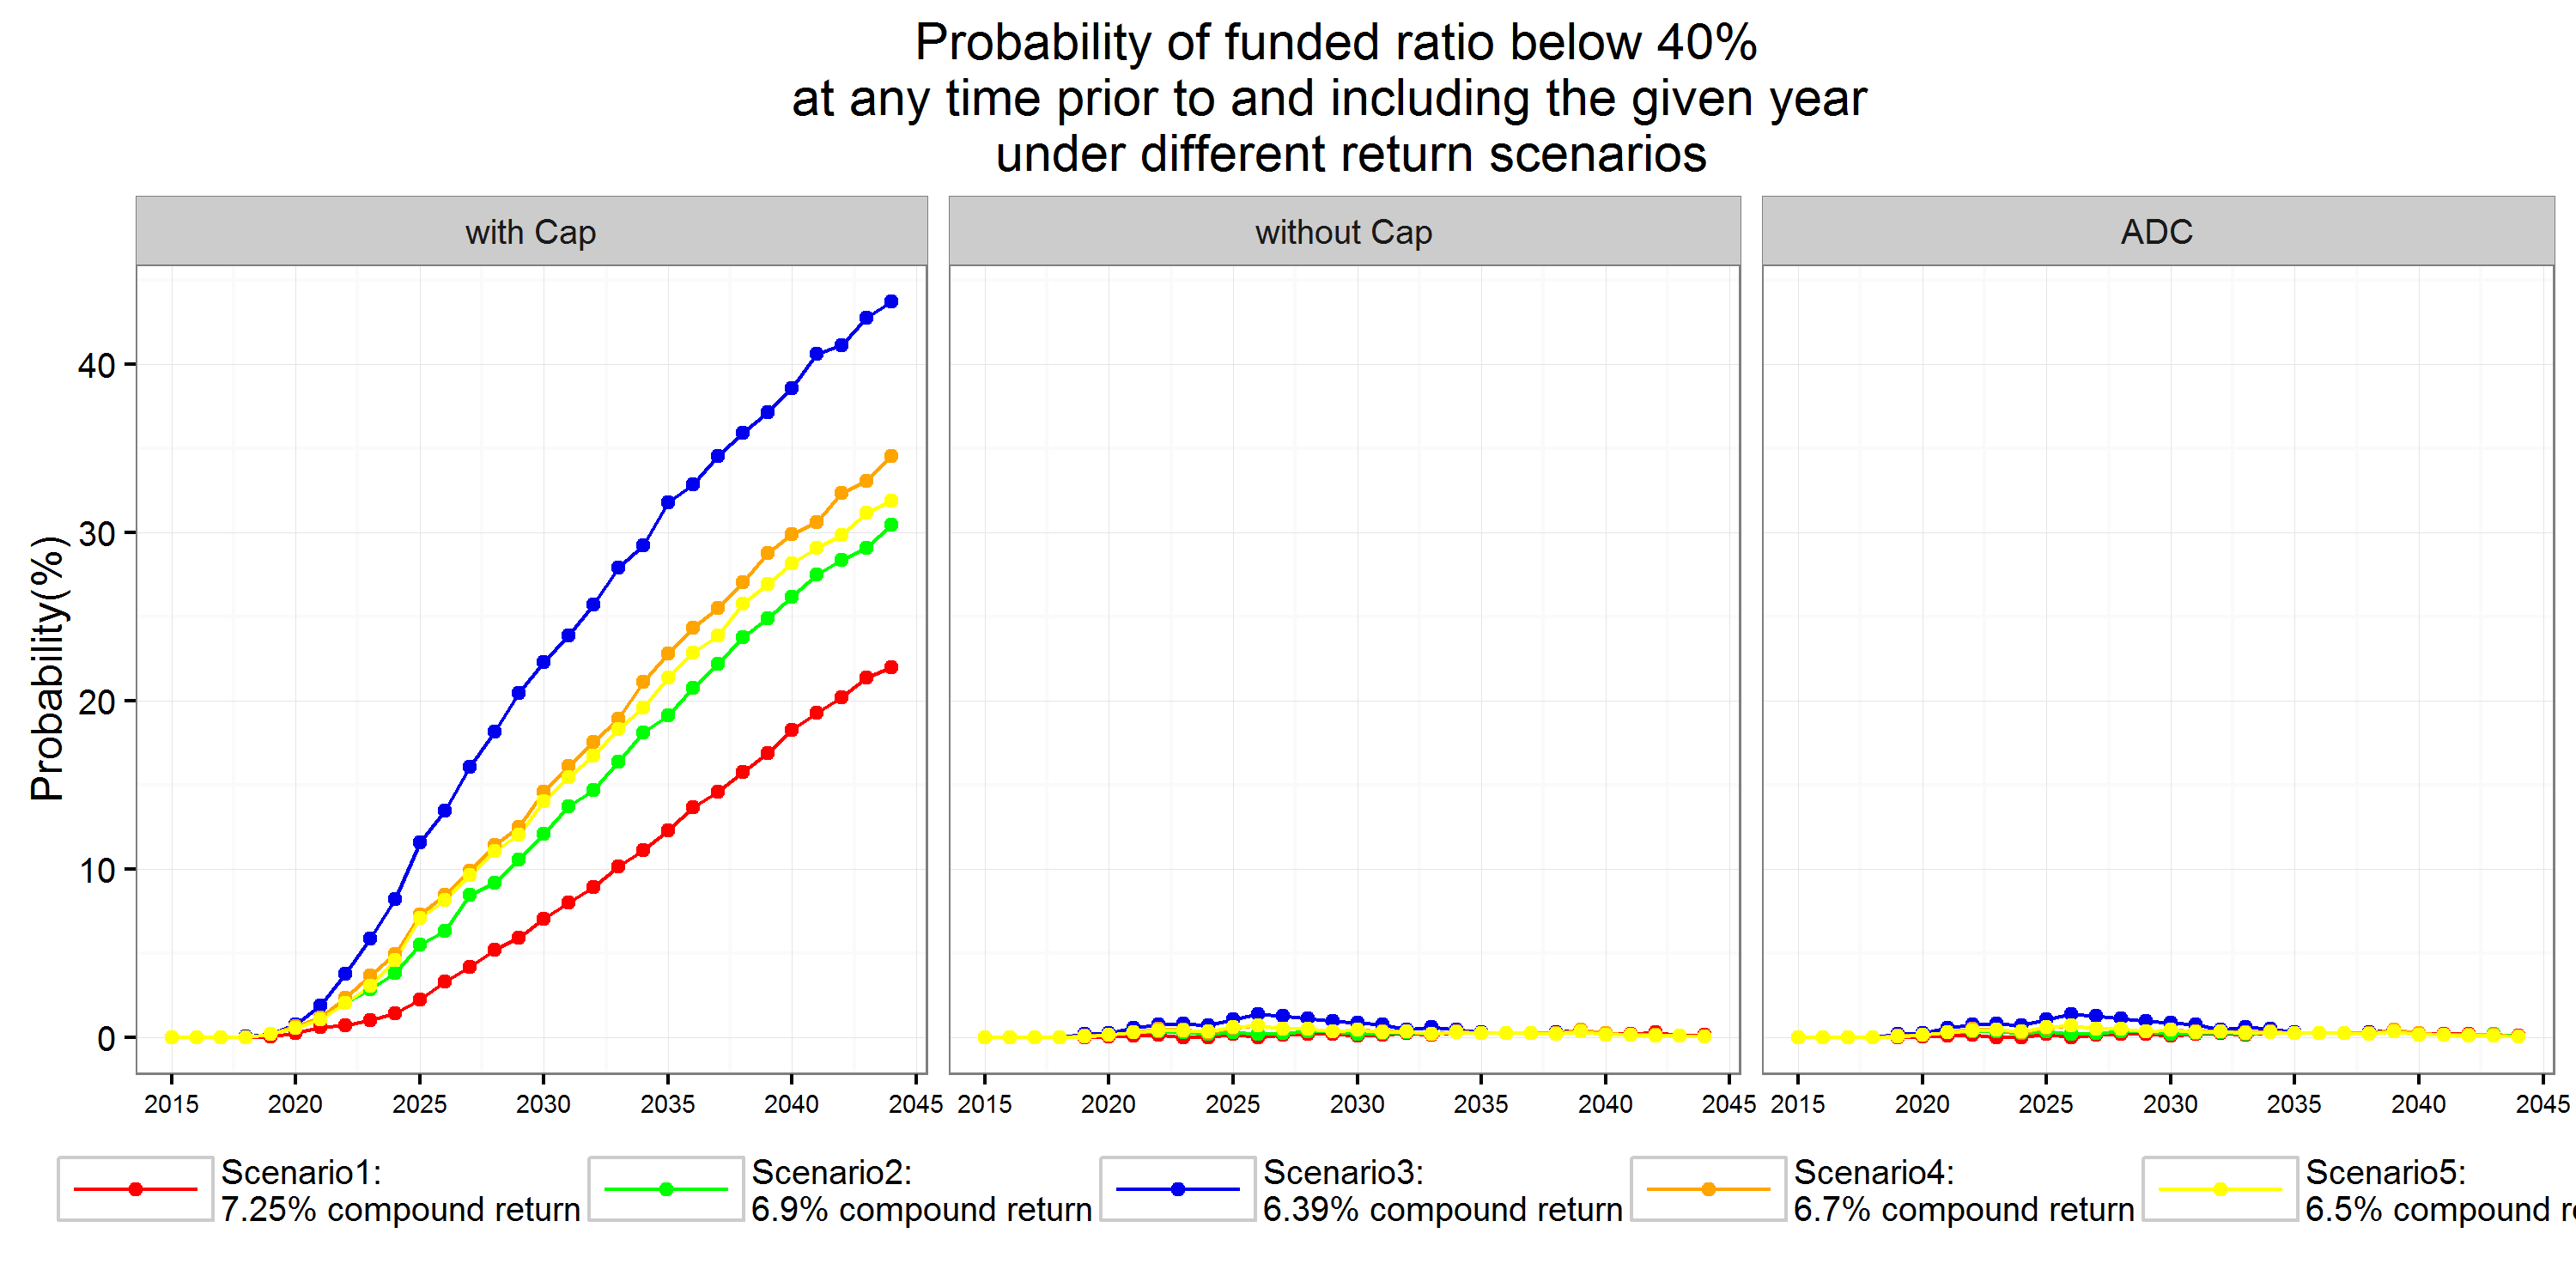 Probability of funded ratio below 40%
at any time prior to and including the given year
under different return scenarios
with Cap
without Cap
ADC
Probability(%)
40
30
20
10
0
2015 2020 2025 2030 2035 2040 2045
2015 2020 2025 2030 2035 2040 2045
2015 2020 2025 2030 2035 2040 2045
Scenario1:
7.25% compound return
Scenario2:
6.9% compound return
Scenario3:
6.39% compound return
Scenario4:
6.7% compound return
Scenario5:
6.5% compound